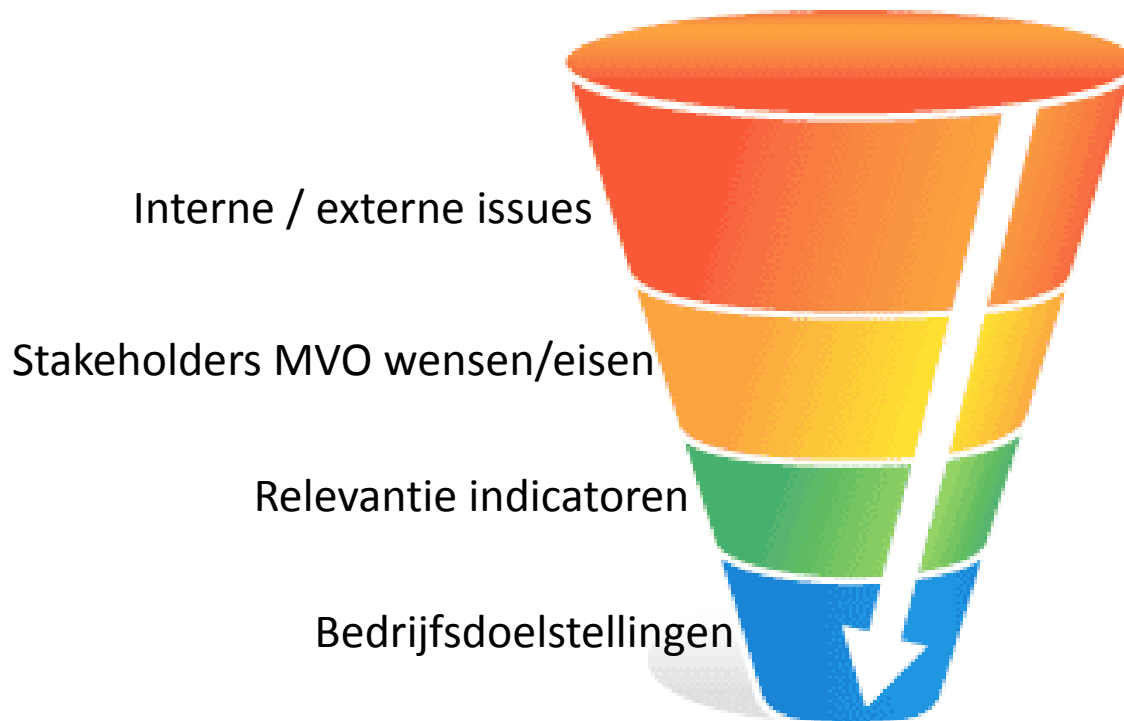 Interne / externe issues
Stakeholders MVO wensen/eisen
Relevantie indicatoren
Bedrijfsdoelstellingen